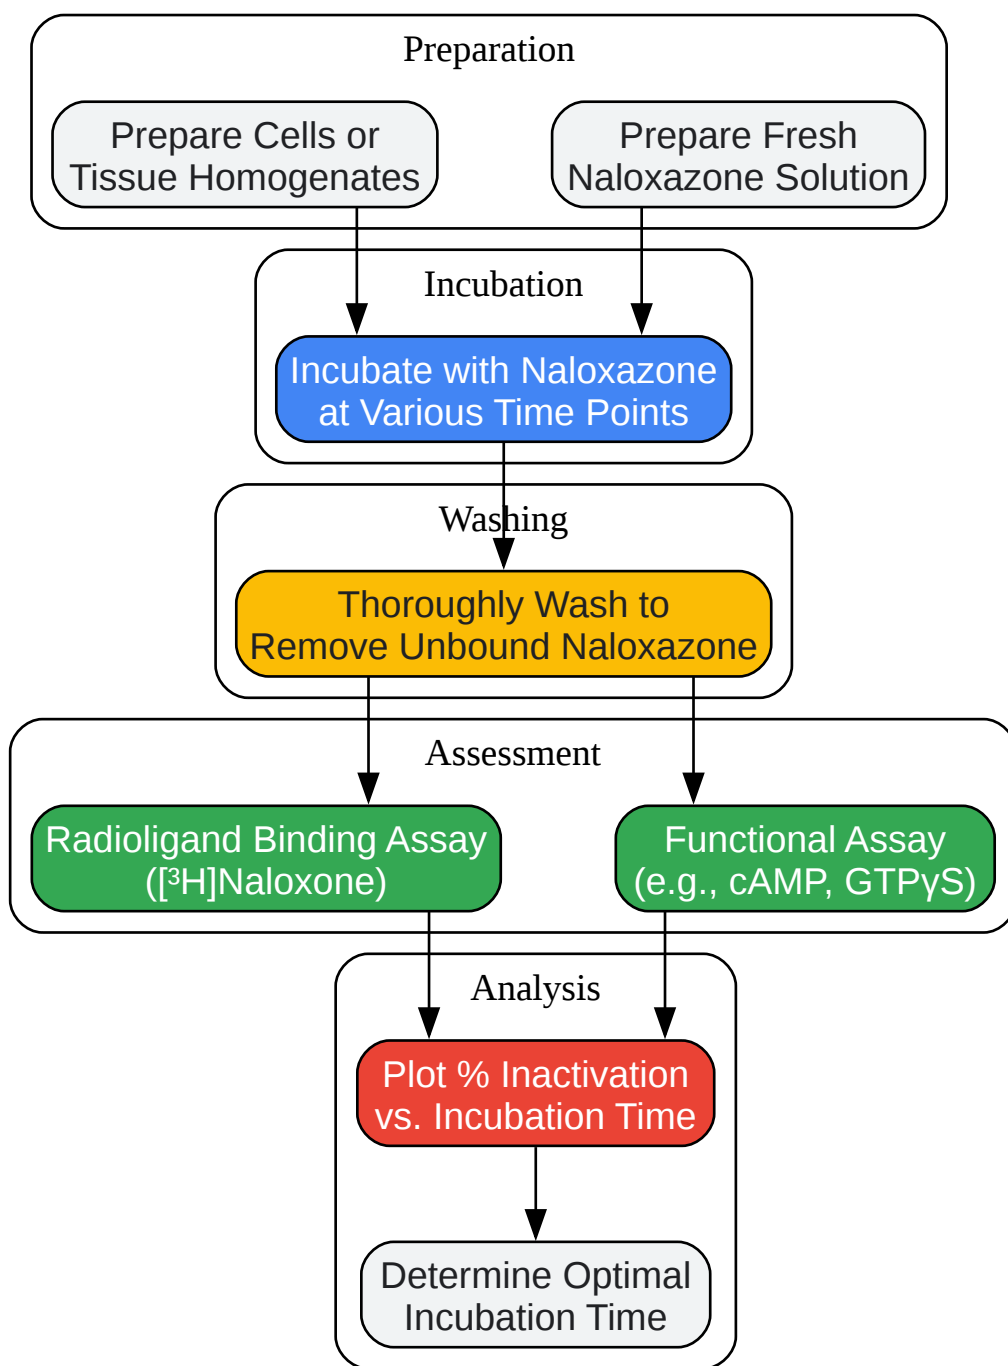 Preparation
Prepare Cells or
Tissue Homogenates
Prepare Fresh
Naloxazone Solution
Incubation
Incubate with Naloxazone
at Various Time Points
Washing
Thoroughly Wash to
Remove Unbound Naloxazone
Assessment
Radioligand Binding Assay
([³H]Naloxone)
Functional Assay
(e.g., cAMP, GTPγS)
Analysis
Plot % Inactivation
vs. Incubation Time
Determine Optimal
Incubation Time